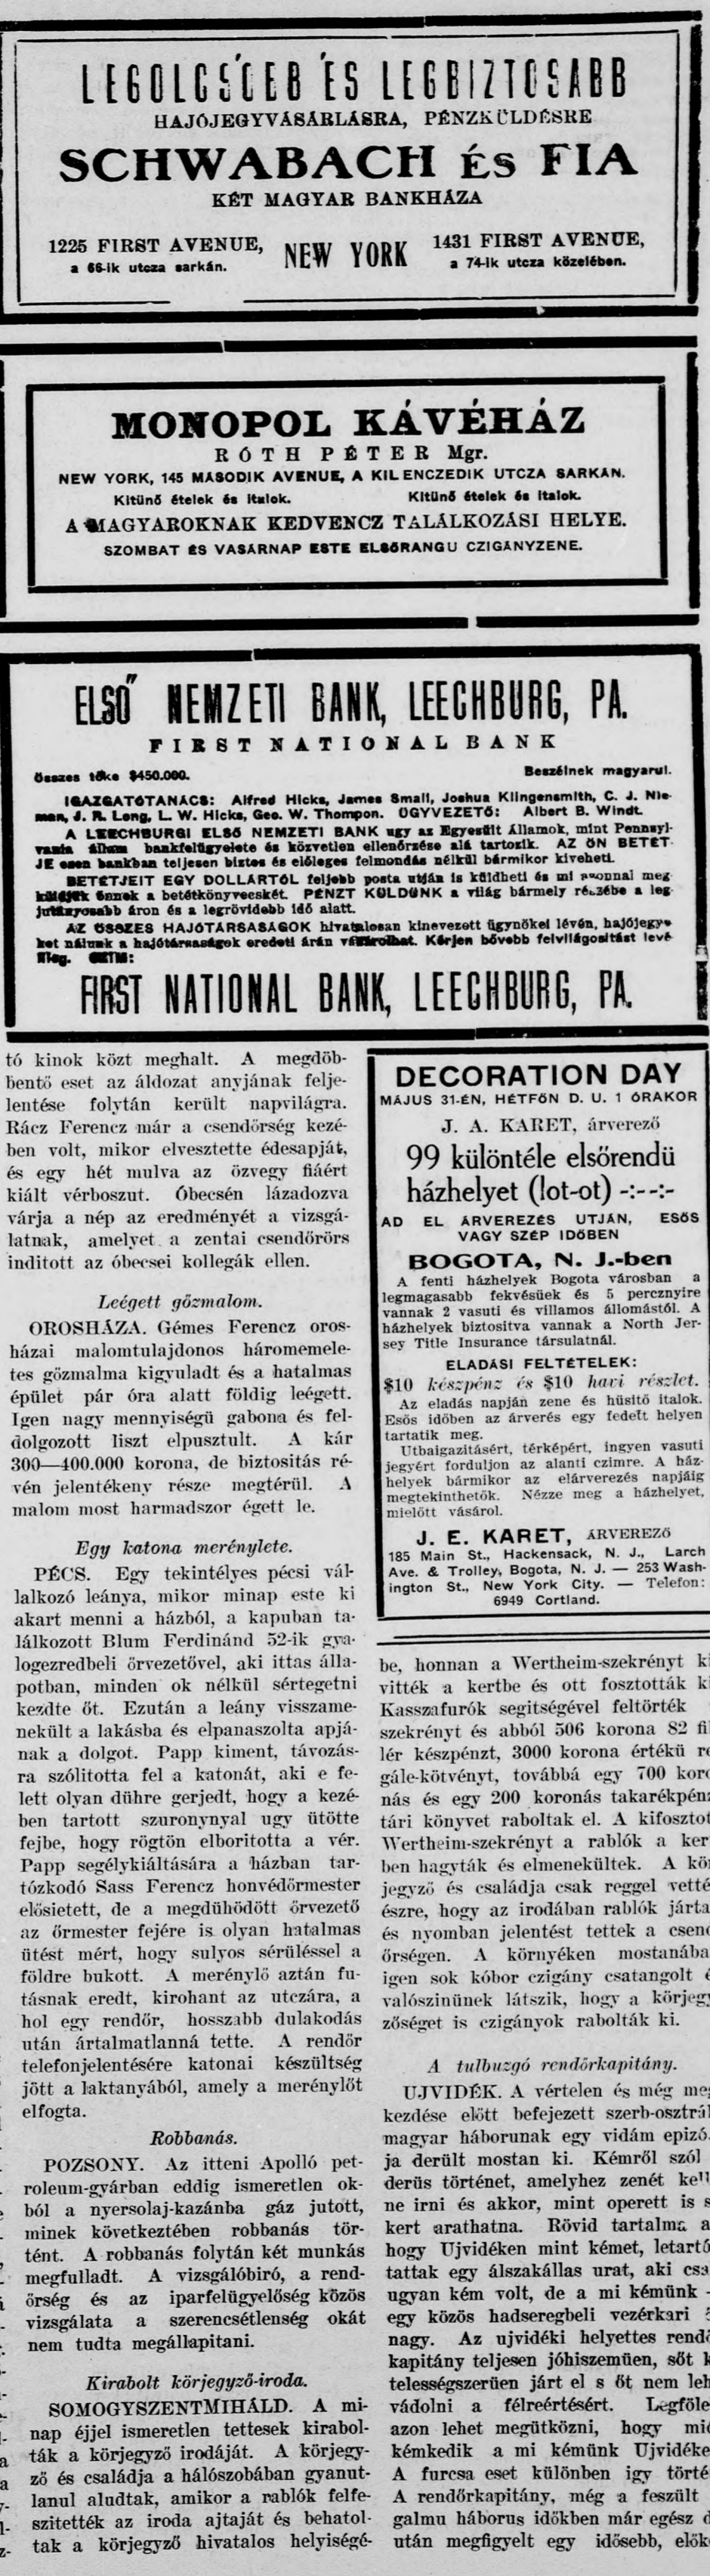 LEGOLCSÓBB ÉS LEGBIZTOSABB
HAJÓJEGYVÁSÁRLÁSRA, PÉNZKÜLDÉSRE
SCHWABACH és FIA
KÉT MAGYAR BANKHÁZA
1225 FIRST AVENUE,
a 66-ik utcza sarkán.
NEW YORK
1431 FIRST AVENUE,
a 74-ik utcza közelében.
MONOPOL KÁVÉHÁZ
RÓTH PÉTER Mgr.
NEW YORK, 145 MÁSODIK AVENUE, A KILENCZEDIK UTCZA SARKÁN.
Kitünő ételek és italok. Kitünő ételek és italok.
A MAGYAROKNAK KEDVENCZ TALÁLKOZÁSI HELYE.
SZOMBAT ÉS VASÁRNAP ESTE ELSŐRANGU CZIGÁNYZENE.
ELSŐ NEMZETI BANK, LEECHBURG, PA.
FIRST NATIONAL BANK
Összes tőke $450.000. Beszélnek magyarul.
IGAZGATÓTANÁCS: Alfred Hicks, James Small, Joshua Klingensmith, C. J. Nie-
man, J. R. Long, L. W. Hicks, Geo. W. Thompon. ÜGYVEZETŐ: Albert B. Windt.
A LEECHBURGI ELSŐ NEMZETI BANK ugy az Egyesült Államok, mint Pennsyl-
vania állam bankfelügyelete és közvetlen ellenőrzése alá tartozik. AZ ÖN BETÉT-
JE ezen bankban teljesen biztos és előleges felmondás nélkül bármikor kiveheti.
BETÉTJEIT EGY DOLLÁRTÓL feljebb posta utján is küldheti és mi azonnal meg
küldjük önnek a betétkönyvecskét. PÉNZT KÜLDÜNK a világ bármely részébe a leg
jutányosabb áron és a legrövidebb idő alatt.
AZ ÖSSZES HAJÓTÁRSASÁGOK hivatalosan kinevezett ügynökei lévén, hajójegye-
ket nálunk a hajótársaságok eredeti árán vásárolhat. Kérjen bővebb felvilágositást levé
lileg. CZIM:
FIRST NATIONAL BANK, LEECHBURG, PA.
tó kinok közt meghalt. A megdöb-
bentő eset az áldozat anyjának felje-
lentése folytán került napvilágra.
Rácz Ferencz már a csendőrség kezé-
ben volt, mikor elvesztette édesapját,
és egy hét mulva az özvegy fiáért
kiált vérboszut. Óbecsén lázadozva
várja a nép az eredményét a vizsgá-
latnak, amelyet a zentai csendőrörs
inditott az óbecsei kollegák ellen.
Leégett gőzmalom.
OROSHÁZA. Gémes Ferencz oros-
házai malomtulajdonos háromemele-
tes gőzmalma kigyuladt és a hatalmas
épület pár óra alatt földig leégett.
Igen nagy mennyiségü gabona és fel-
dolgozott liszt elpusztult. A kár
300—400.000 korona, de biztositás ré-
vén jelentékeny része megtérül. A
malom most harmadszor égett le.
Egy katona merénylete.
PÉCS. Egy tekintélyes pécsi vál-
lalkozó leánya, mikor minap este ki
akart menni a házból, a kapuban ta-
lálkozott Blum Ferdinánd 52-ik gya-
logezredbeli őrvezetővel, aki ittas álla-
potban, minden ok nélkül sértegetni
kezdte őt. Ezután a leány visszame-
nekült a lakásba és elpanaszolta apjá-
nak a dolgot. Papp kiment, távozás-
ra szólitotta fel a katonát, aki e fe-
lett olyan dühre gerjedt, hogy a kezé-
ben tartott szuronynyal ugy ütötte
fejbe, hogy rögtön elboritotta a vér.
Papp segélykiáltására a házban tar-
tózkodó Sass Ferencz honvédőrmester
elősietett, de a megdühödött őrvezető
az őrmester fejére is olyan hatalmas
ütést mért, hogy sulyos sérüléssel a
földre bukott. A merénylő aztán fu-
tásnak eredt, kirohant az utczára, a
hol egy rendőr, hosszabb dulakodás
után ártalmatlanná tette. A rendőr
telefonjelentésére katonai készültség
jött a laktanyából, amely a merénylőt
elfogta.
Robbanás.
POZSONY. Az itteni Apolló pet-
roleum-gyárban eddig ismeretlen ok-
ból a nyersolaj-kazánba gáz jutott,
minek következtében robbanás tör-
tént. A robbanás folytán két munkás
megfulladt. A vizsgálóbiró, a rend-
őrség és az iparfelügyelőség közös
vizsgálata a szerencsétlenség okát
nem tudta megállapitani.
Kirabolt körjegyző-iroda.
SOMOGYSZENTMIHÁLD. A mi-
nap éjjel ismeretlen tettesek kirabol-
ták a körjegyző irodáját. A körjegy-
ző és családja a hálószobában gyanut-
lanul aludtak, amikor a rablók felfe-
szitették az iroda ajtaját és behatol-
tak a körjegyző hivatalos helyiségé-
DECORATION DAY
MÁJUS 31-ÉN, HÉTFŐN D. U. 1 ÓRAKOR
J. A. KARET, árverező
99 különtéle elsőrendü
házhelyet (lot-ot) -:--:-
AD EL ÁRVEREZÉS UTJÁN, ESŐS
VAGY SZÉP IDŐBEN
BOGOTA, N. J.-ben
A fenti házhelyek Bogota városban a
legmagasabb fekvésüek és 5 percznyire
vannak 2 vasuti és villamos állomástól. A
házhelyek biztositva vannak a North Jer-
sey Title Insurance társulatnál.
ELADÁSI FELTÉTELEK:
$10 készpénz és $10 havi részlet.
Az eladás napján zene és hüsitő italok.
Esős időben az árverés egy fedett helyen
tartatik meg.
Utbaigazitásért, térképért, ingyen vasuti
jegyért forduljon az alanti czimre. A ház-
helyek bármikor az elárverezés napjáig
megtekinthetők. Nézze meg a házhelyet,
mielőtt vásárol.
J. E. KARET, ÁRVEREZŐ
185 Main St., Hackensack, N. J., Larch
Ave. & Trolley, Bogota, N. J. — 253 Wash-
ington St., New York City. — Telefon:
6949 Cortland.
be, honnan a Wertheim-szekrényt k
vitték a kertbe és ott fosztották k
Kasszafurók segitségével feltörték
szekrényt és abból 506 korona 82 fi
lér készpénzt, 3000 korona értékü r
gále-kötvényt, továbbá egy 700 koro
nás és egy 200 koronás takarékpénz
tári könyvet raboltak el. A kifosztot
Wertheim-szekrényt a rablók a ker
ben hagyták és elmenekültek. A kör
jegyző és családja csak reggel vetté
észre, hogy az irodában rablók járta
és nyomban jelentést tettek a csend
őrségen. A környéken mostanába
igen sok kóbor czigány csatangolt é
valószinünek látszik, hogy a körjegy
zőséget is czigányok rabolták ki.
A tulbuzgó rendőrkapitány.
UJVIDÉK. A vértelen és még meg
kezdése előtt befejezett szerb-osztrák
magyar háborunak egy vidám epizó
ja derült mostan ki. Kémről szól
derüs történet, amelyhez zenét kell
ne irni és akkor, mint operett is s
kert arathatna. Rövid tartalma a
hogy Ujvidéken mint kémet, letartó
tattak egy álszakállas urat, aki csa
ugyan kém volt, de a mi kémünk -
egy közös hadseregbeli vezérkari
nagy. Az ujvidéki helyettes rendő
kapitány teljesen jóhiszemüen, sőt k
telességszerüen járt el s őt nem leh
vádolni a félreértésért. Legföle
azon lehet megütközni, hogy mié
kémkedik a mi kémünk Ujvidéke
A furcsa eset különben igy törté
A rendőrkapitány, még a feszült
galmu háborus időkben már egész d
után megfigyelt egy idősebb, elők